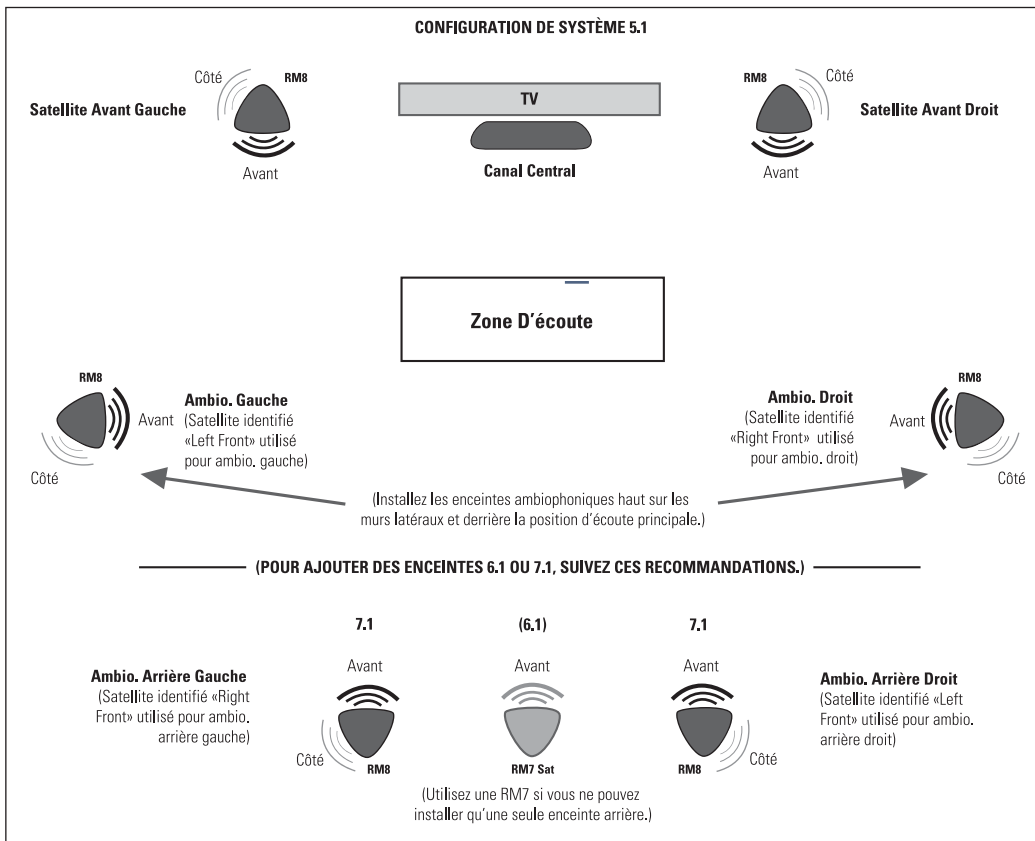 CONFIGURATION DE SYSTÈME 5.1
Côté
RM8
Satellite Avant Gauche
Avant
TV
Canal Central
RM8
Côté
Satellite Avant Droit
Avant
Zone D'écoute
RM8
Ambio. Gauche
Avant
(Satellite identifié
«Left Front» utilisé
pour ambio. gauche)
Côté
RM8
Ambio. Droit
(Satellite identifié
Avant
«Right Front» utilisé
pour ambio. droit)
Côté
(Installez les enceintes ambiophoniques haut sur les
murs latéraux et derrière la position d'écoute principale.)
(POUR AJOUTER DES ENCEINTES 6.1 OU 7.1, SUIVEZ CES RECOMMANDATIONS.)
7.1
(6.1)
7.1
Avant
Avant
Avant
Ambio. Arrière Gauche
(Satellite identifié «Right
Front» utilisé pour ambio.
arrière gauche)
Côté
RM8
RM7 Sat
RM8
Côté
Ambio. Arrière Droit
(Satellite identifié «Left
Front» utilisé pour ambio.
arrière droit)
(Utilisez une RM7 si vous ne pouvez
installer qu'une seule enceinte arrière.)